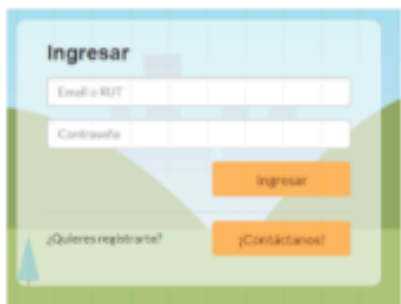 Ingresar
Email o RUT
Contraseña
Ingresar
¿Quieres registrarte?
¡Contáctanos!